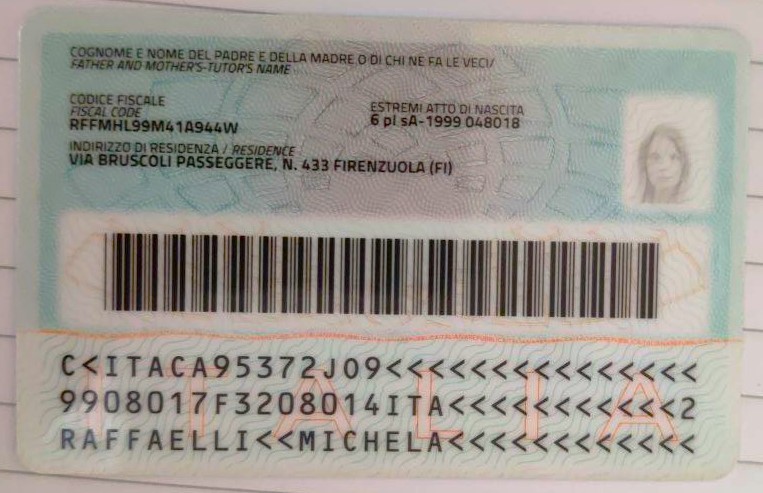 COGNOME E NOME DEL PADRE E DELLA MADRE O DI CHI NE FA LE VECI/
FATHER AND MOTHER'S-TUTOR'S NAME
CODICE FISCALE
FISCAL CODE
RFFMHL99M41A944W
ESTREMI ATTO DI NASCITA
6 pI sA-1999 048018
INDIRIZZO DI RESIDENZA / RESIDENCE
VIA BRUSCOLI PASSEGGERE, N. 433 FIRENZUOLA (FI)
C<ITACA95372J09<<<<<<<<<<<<<<<
9908017F3208014ITA<<<<<<<<<<<2
RAFFAELLI<<MICHELA<<<<<<<<<<<<
ITALIA